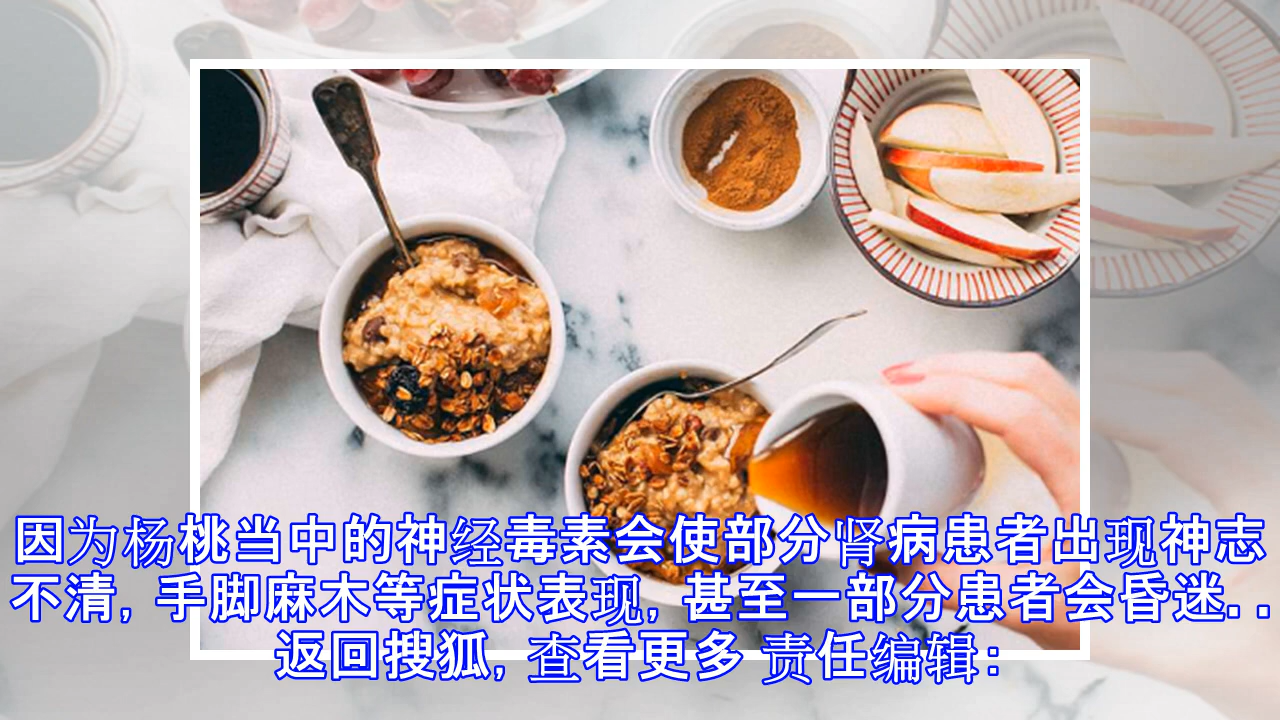 因为杨桃当中的神经毒素会使部分肾病患者出现神志
不清, 手脚麻木等症状表现, 甚至一部分患者会昏迷. .
返回搜狐, 查看更多 责任编辑: